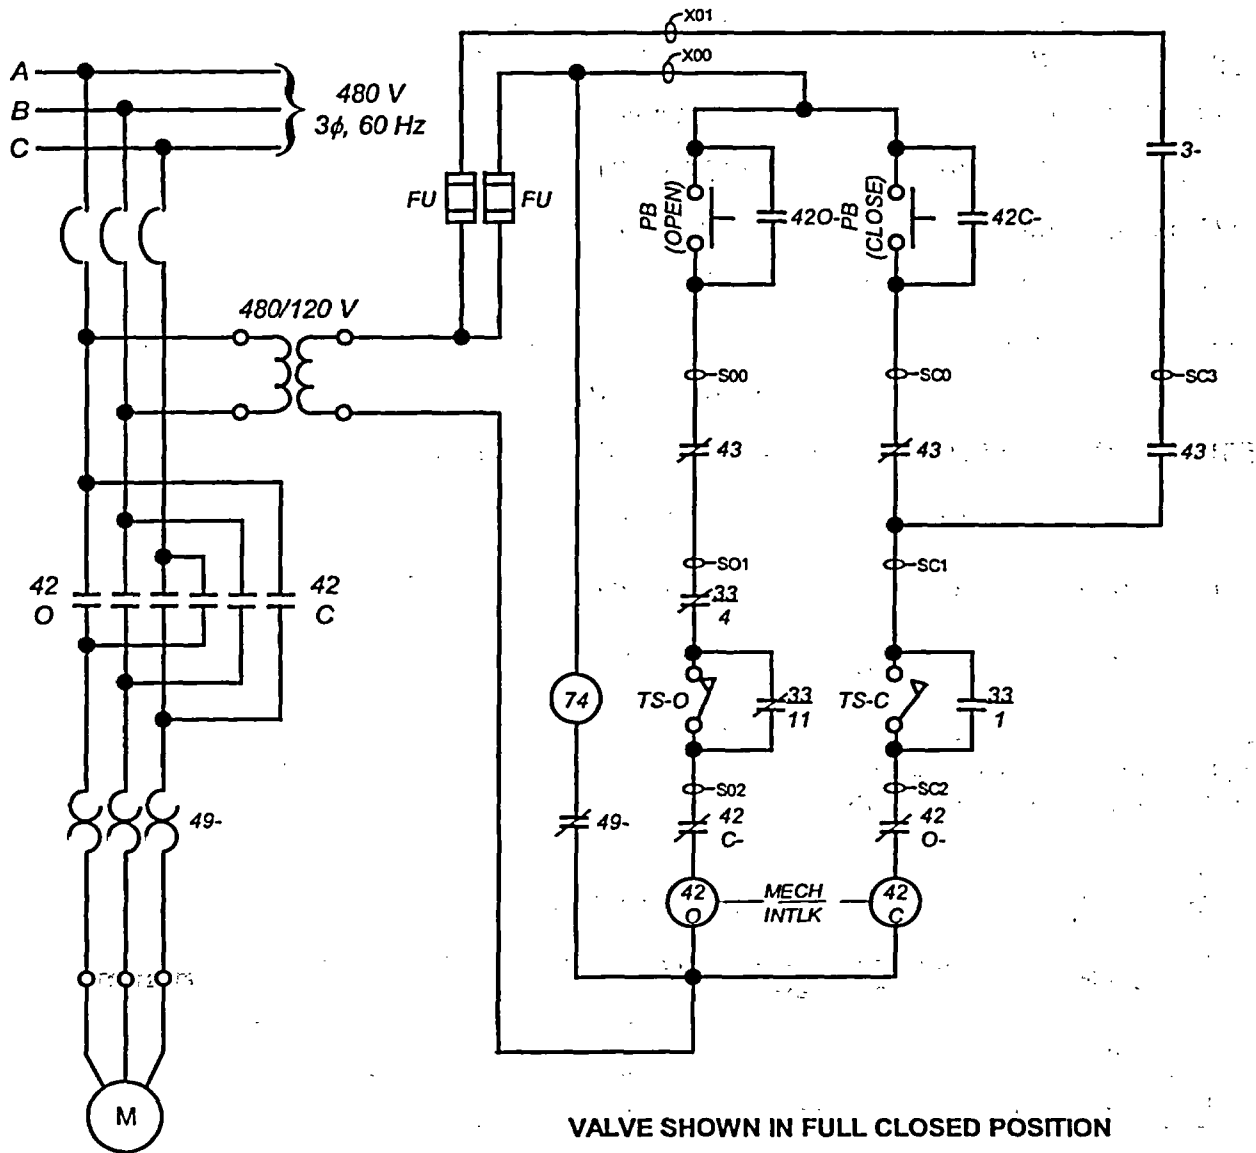 X01
X00
A
B
C
480 V
3ϕ, 60 Hz
FU
FU
PB
(OPEN)
42O-
PB
(CLOSE)
42C-
3-
480/120 V
S00
SC0
SC3
43
43
43
SO1
SC1
42
O
42
C
33
4
74
TS-O
33
11
TS-C
33
1
S02
SC2
49-
49-
42
C-
42
O-
42
O
MECH
INTLK
42
C
M
VALVE SHOWN IN FULL CLOSED POSITION